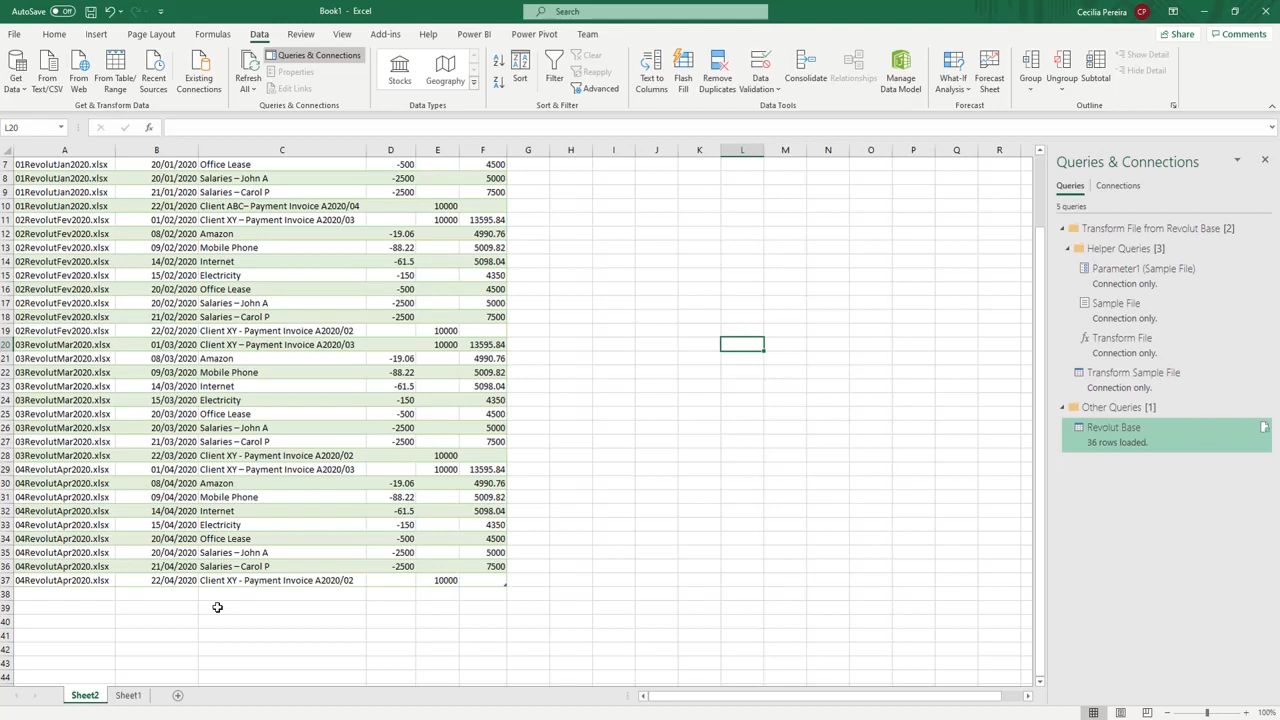 AutoSave Off Book1 - Excel Search Cecilia Pereira CP
File Home Insert Page Layout Formulas Data Review View Add-ins Help Power BI Power Pivot Team Share Comments
Get Data From Text/CSV From Web From Table/ Range Recent Sources Existing Connections Refresh All Queries & Connections Properties Edit Links Stocks Geography Sort Filter Clear Reapply Advanced Text to Columns Flash Fill Remove Duplicates Data Validation Consolidate Relationships Manage Data Model What-If Analysis Forecast Sheet Group Ungroup Subtotal Show Detail Hide Detail
Get & Transform Data Queries & Connections Data Types Sort & Filter Data Tools Forecast Outline
L20 fx
A B C D E F G H I J K L M N O P Q R
7 01RevolutJan2020.xlsx 20/01/2020 Office Lease -500 4500
8 01RevolutJan2020.xlsx 20/01/2020 Salaries – John A -2500 5000
9 01RevolutJan2020.xlsx 21/01/2020 Salaries – Carol P -2500 7500
10 01RevolutJan2020.xlsx 22/01/2020 Client ABC– Payment Invoice A2020/04 10000
11 02RevolutFev2020.xlsx 01/02/2020 Client XY – Payment Invoice A2020/03 10000 13595.84
12 02RevolutFev2020.xlsx 08/02/2020 Amazon -19.06 4990.76
13 02RevolutFev2020.xlsx 09/02/2020 Mobile Phone -88.22 5009.82
14 02RevolutFev2020.xlsx 14/02/2020 Internet -61.5 5098.04
15 02RevolutFev2020.xlsx 15/02/2020 Electricity -150 4350
16 02RevolutFev2020.xlsx 20/02/2020 Office Lease -500 4500
17 02RevolutFev2020.xlsx 20/02/2020 Salaries – John A -2500 5000
18 02RevolutFev2020.xlsx 21/02/2020 Salaries – Carol P -2500 7500
19 02RevolutFev2020.xlsx 22/02/2020 Client XY - Payment Invoice A2020/02 10000
20 03RevolutMar2020.xlsx 01/03/2020 Client XY – Payment Invoice A2020/03 10000 13595.84
21 03RevolutMar2020.xlsx 08/03/2020 Amazon -19.06 4990.76
22 03RevolutMar2020.xlsx 09/03/2020 Mobile Phone -88.22 5009.82
23 03RevolutMar2020.xlsx 14/03/2020 Internet -61.5 5098.04
24 03RevolutMar2020.xlsx 15/03/2020 Electricity -150 4350
25 03RevolutMar2020.xlsx 20/03/2020 Office Lease -500 4500
26 03RevolutMar2020.xlsx 20/03/2020 Salaries – John A -2500 5000
27 03RevolutMar2020.xlsx 21/03/2020 Salaries – Carol P -2500 7500
28 03RevolutMar2020.xlsx 22/03/2020 Client XY - Payment Invoice A2020/02 10000
29 04RevolutApr2020.xlsx 01/04/2020 Client XY – Payment Invoice A2020/03 10000 13595.84
30 04RevolutApr2020.xlsx 08/04/2020 Amazon -19.06 4990.76
31 04RevolutApr2020.xlsx 09/04/2020 Mobile Phone -88.22 5009.82
32 04RevolutApr2020.xlsx 14/04/2020 Internet -61.5 5098.04
33 04RevolutApr2020.xlsx 15/04/2020 Electricity -150 4350
34 04RevolutApr2020.xlsx 20/04/2020 Office Lease -500 4500
35 04RevolutApr2020.xlsx 20/04/2020 Salaries – John A -2500 5000
36 04RevolutApr2020.xlsx 21/04/2020 Salaries – Carol P -2500 7500
37 04RevolutApr2020.xlsx 22/04/2020 Client XY - Payment Invoice A2020/02 10000
38
39
40
41
42
43
44
Queries & Connections
Queries Connections
5 queries
Transform File from Revolut Base [2]
Helper Queries [3]
Parameter1 (Sample File)
Connection only.
Sample File
Connection only.
fx Transform File
Connection only.
Transform Sample File
Connection only.
Other Queries [1]
Revolut Base
36 rows loaded.
Sheet2 Sheet1
100%